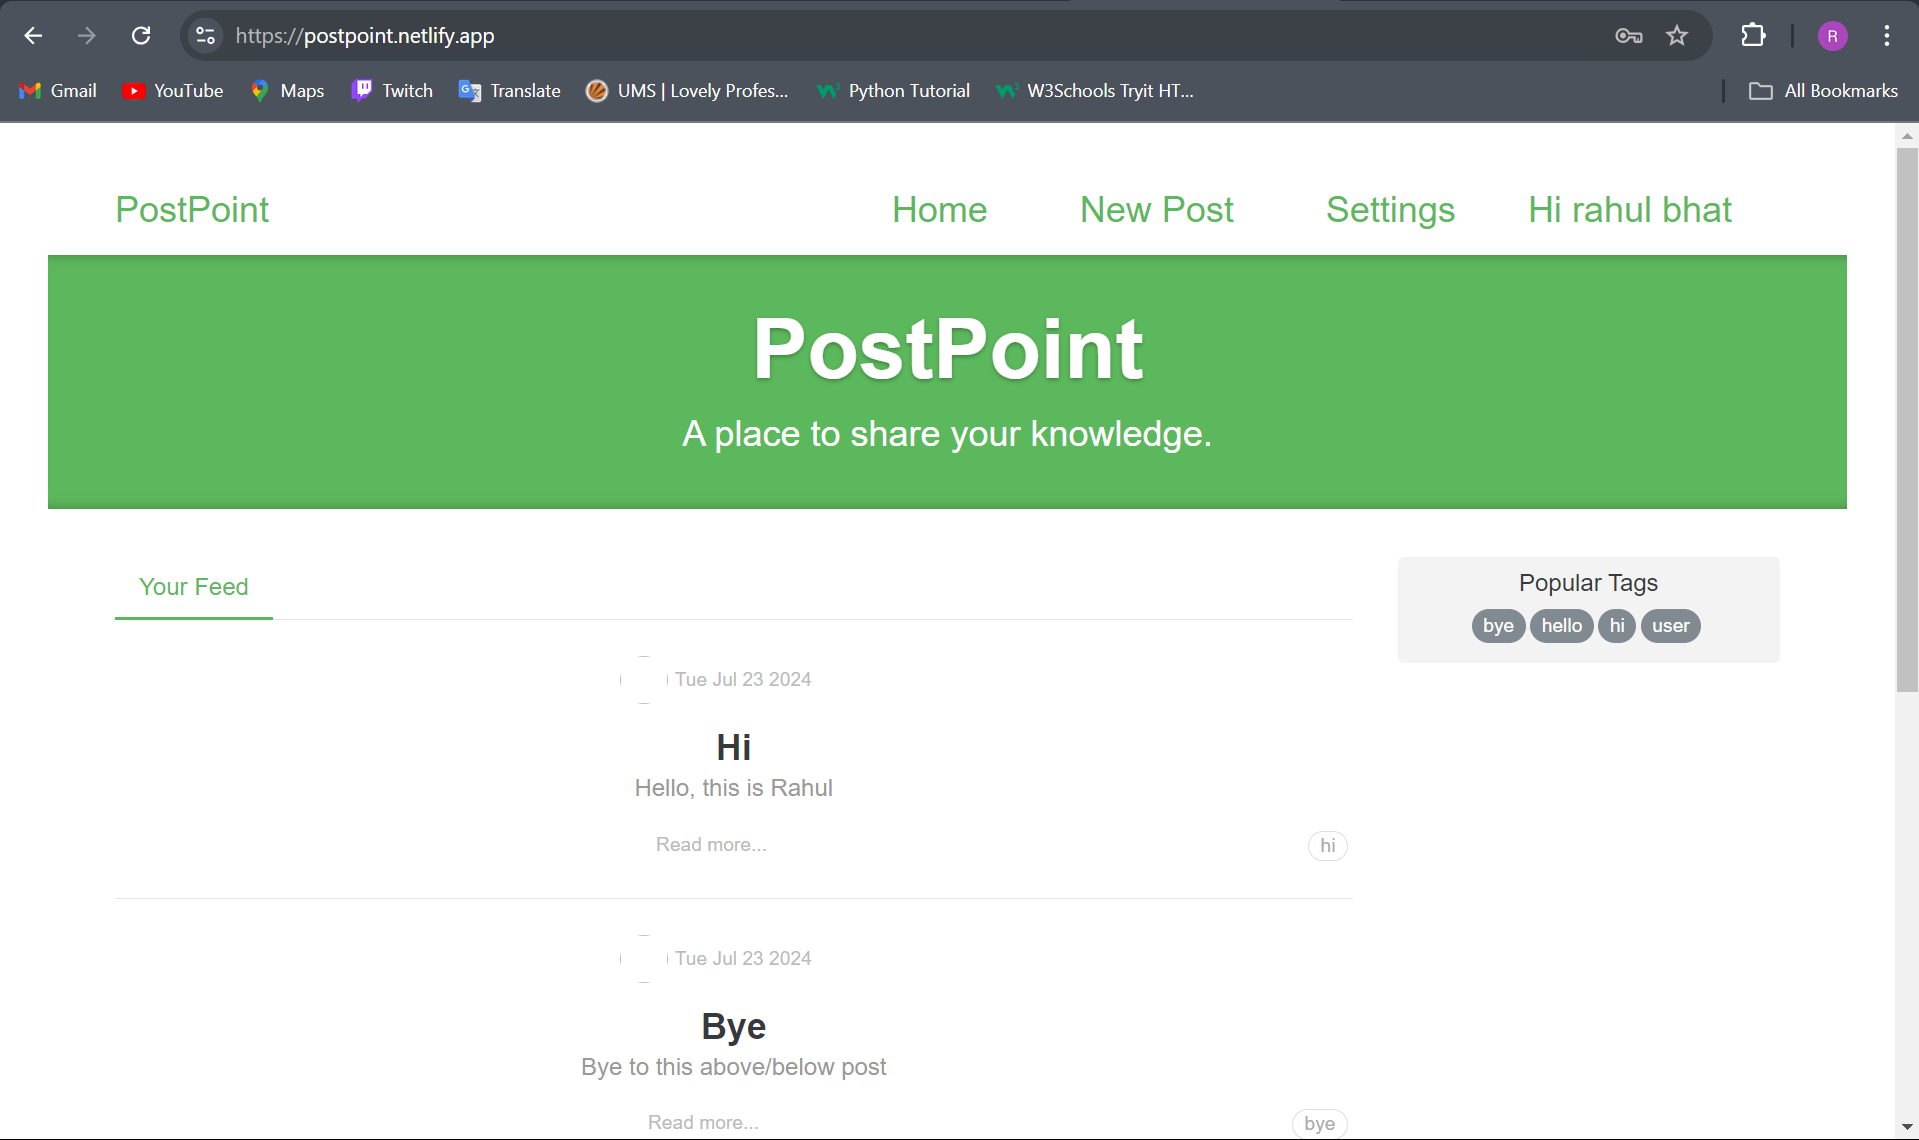 https://postpoint.netlify.app
R
Gmail YouTube Maps Twitch Translate UMS | Lovely Profes... Python Tutorial W3Schools Tryit HT... All Bookmarks
PostPoint Home New Post Settings Hi rahul bhat
PostPoint
A place to share your knowledge.
Your Feed
Popular Tags
bye hello hi user
Tue Jul 23 2024
Hi
Hello, this is Rahul
Read more... hi
Tue Jul 23 2024
Bye
Bye to this above/below post
Read more... bye